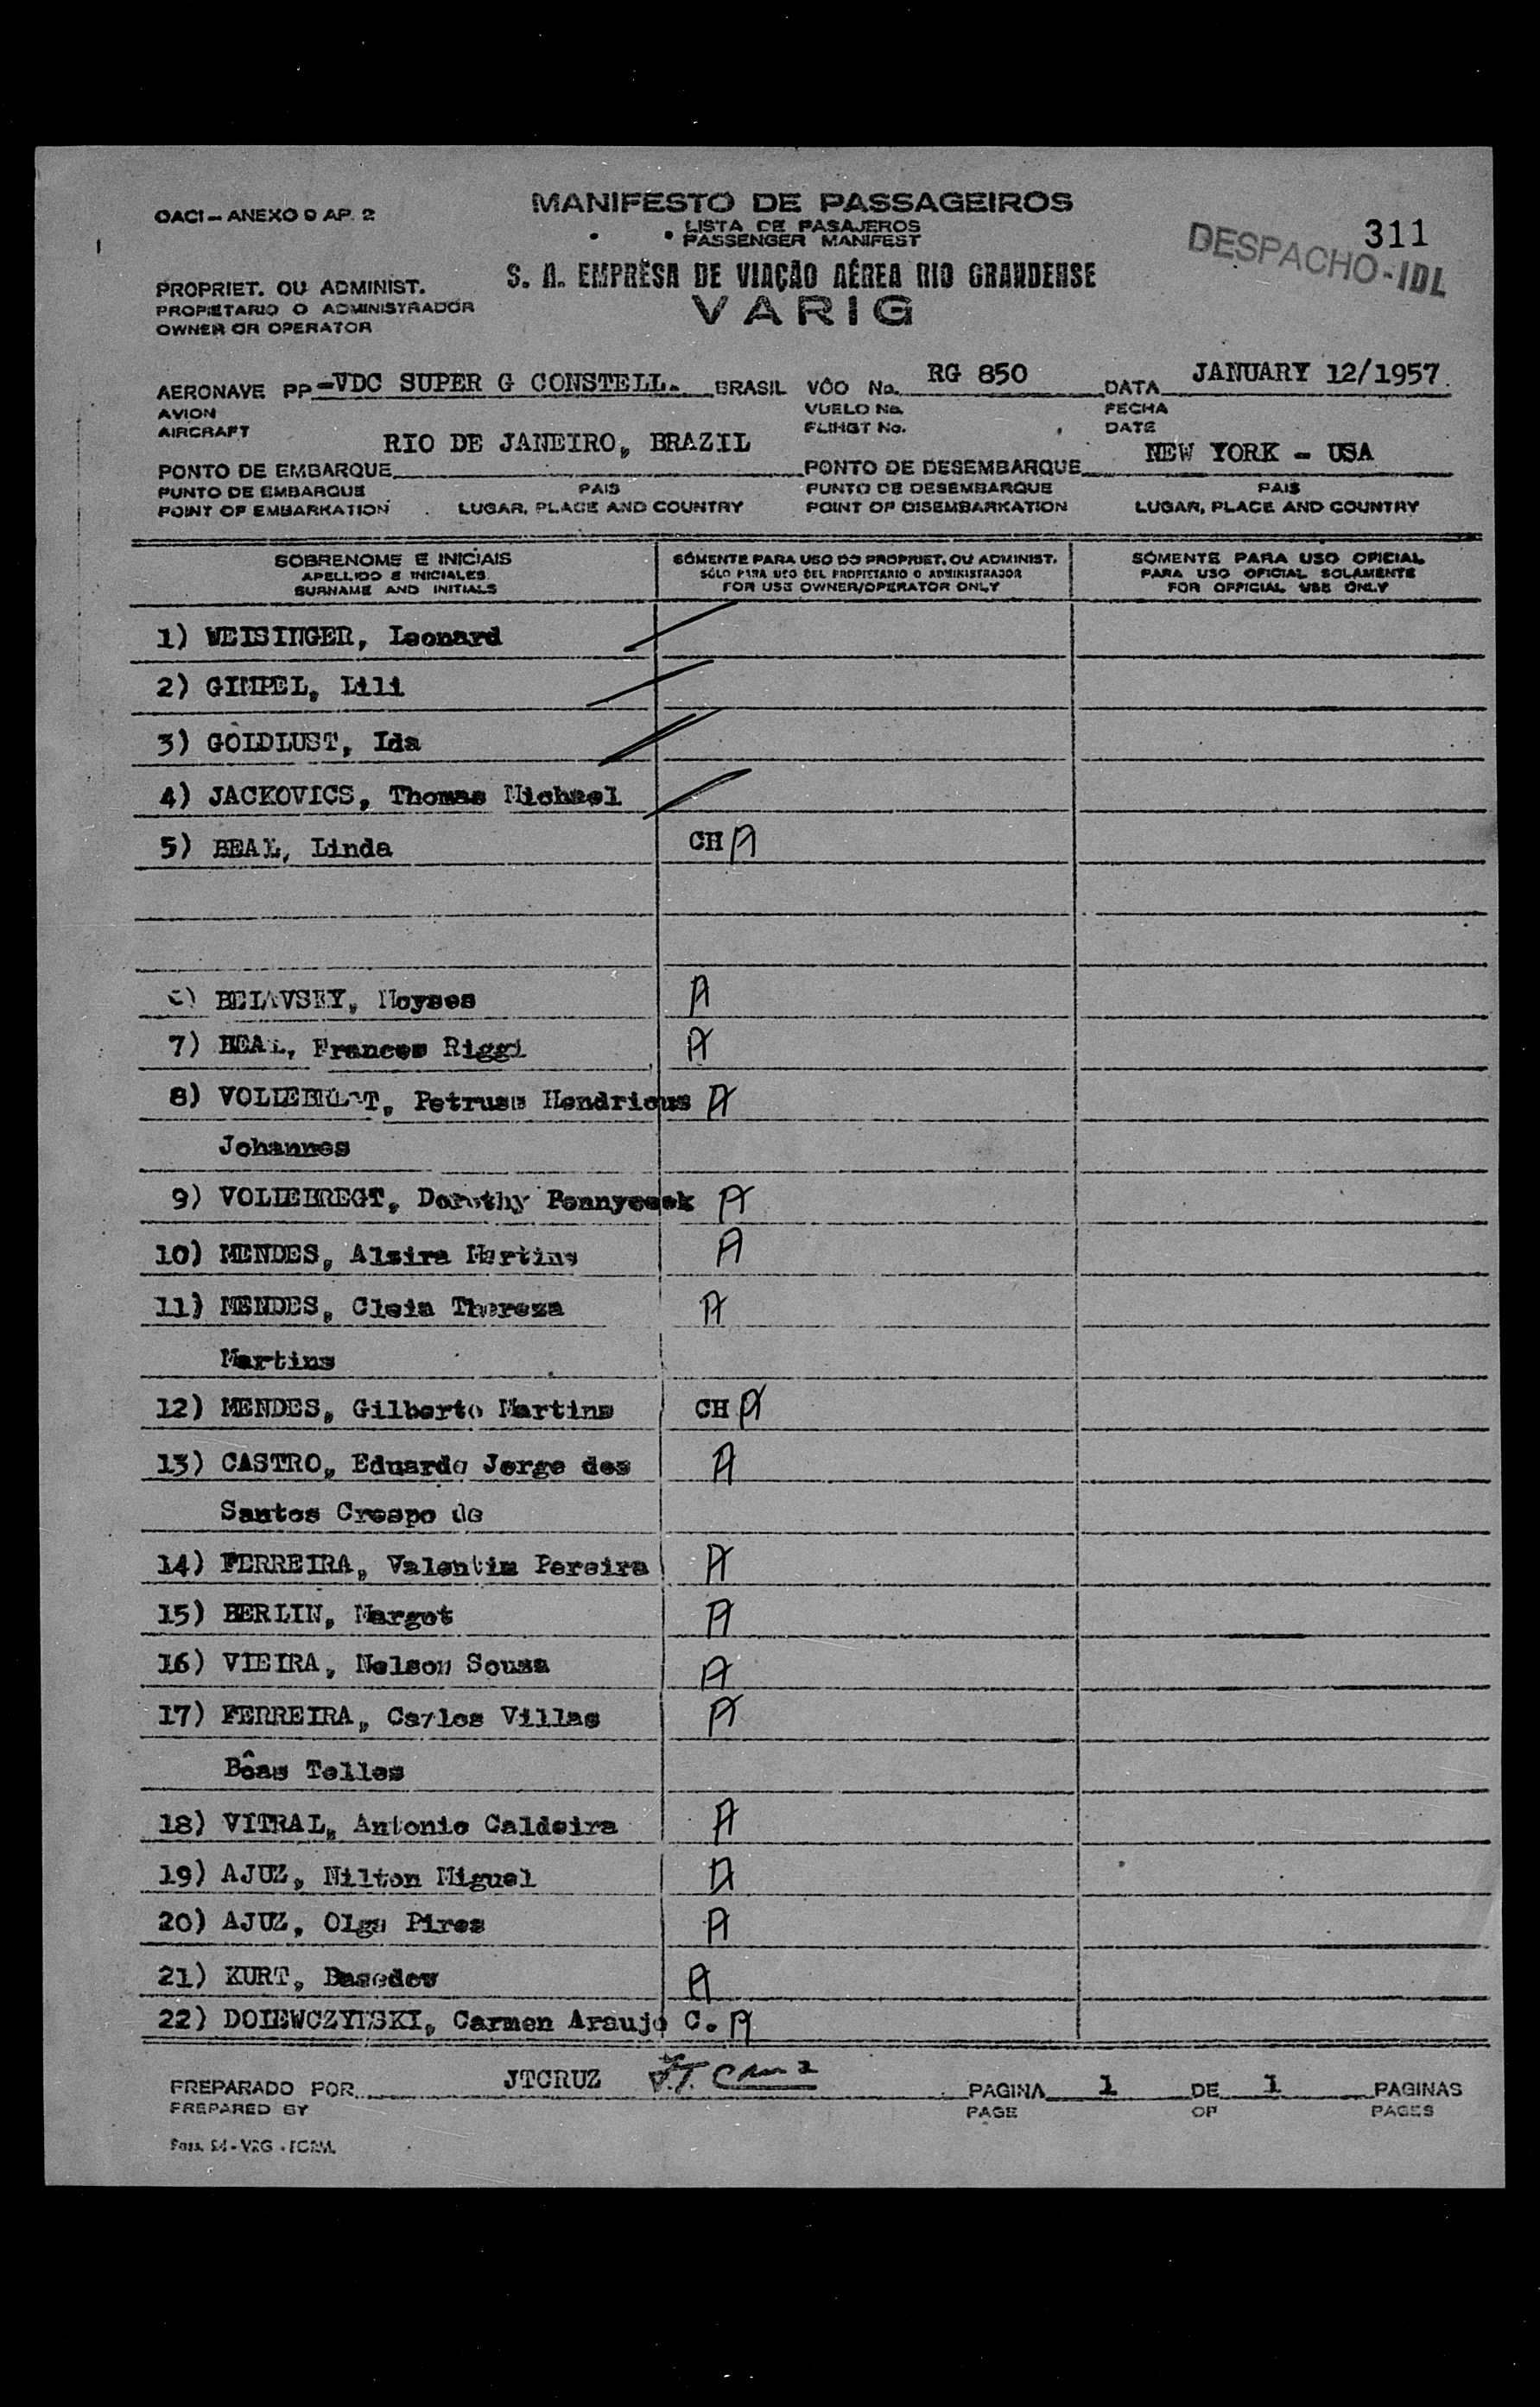 OACI - ANEXO 9 AP. 2
MANIFESTO DE PASSAGEIROS
LISTA DE PASAJEROS
PASSENGER MANIFEST
311
DESPACHO-IDL
PROPRIET. OU ADMINIST.
PROPIETARIO O ADMINISTRADOR
OWNER OR OPERATOR
S. A. EMPRÊSA DE VIAÇÃO AÉREA RIO GRANDENSE
VARIG
AERONAVE PP -VDC SUPER G CONSTELL. BRASIL VÔO No. RG 850 DATA JANUARY 12/1957
AVION VUELO No. FECHA
AIRCRAFT FLIHGT No. DATE
RIO DE JANEIRO, BRAZIL NEW YORK - USA
PONTO DE EMBARQUE PONTO DE DESEMBARQUE
PUNTO DE EMBARQUE PAIS PUNTO DE DESEMBARQUE PAIS
POINT OF EMBARKATION LUGAR, PLACE AND COUNTRY POINT OF DISEMBARKATION LUGAR, PLACE AND COUNTRY
SOBRENOME E INICIAIS SÓMENTE PARA USO DO PROPRIET. OU ADMINIST. SÓMENTE PARA USO OFICIAL
APELLIDO E INICIALES SÓLO PARA USO DEL PROPIETARIO O ADMINISTRADOR PARA USO OFICIAL SOLAMENTE
SURNAME AND INITIALS FOR USE OWNER/OPERATOR ONLY FOR OFFICIAL USE ONLY
1) WEISINGER, Leonard
2) GIMPEL, Lili
3) GOLDLUST, Ida
4) JACKOVICS, Thomas Michael
5) BEAL, Linda CH A
BELAVSKY, Moyses A
7) BEAL, Frances Riggi A
8) Petruss Hendricus A
Johannes
9) VOLLEBREGT, Dorothy A
10) MENDES, Alzira Martins A
11) MENDES, Cleia Thereza A
Martins
12) MENDES, Gilberto Martins CH A
13) CASTRO, Eduardo Jorge dos A
Santos Crespo de
14) FERREIRA, Valentim Pereira A
15) BERLIN, Margot A
16) VIEIRA, Nelson Souza A
17) FERREIRA, Carlos Villas A
Bôas Telles
18) VITRAL, Antonio Caldeira A
19) AJUZ, Nilton Miguel A
20) AJUZ, Olga Pires A
21) KURT, Basedow A
22) DOLEWCZYNSKI, Carmen Araujo C. A
PREPARADO POR JTCRUZ J.T. Cruz PAGINA 1 DE 1 PAGINAS
PREPARED BY PAGE OF PAGES